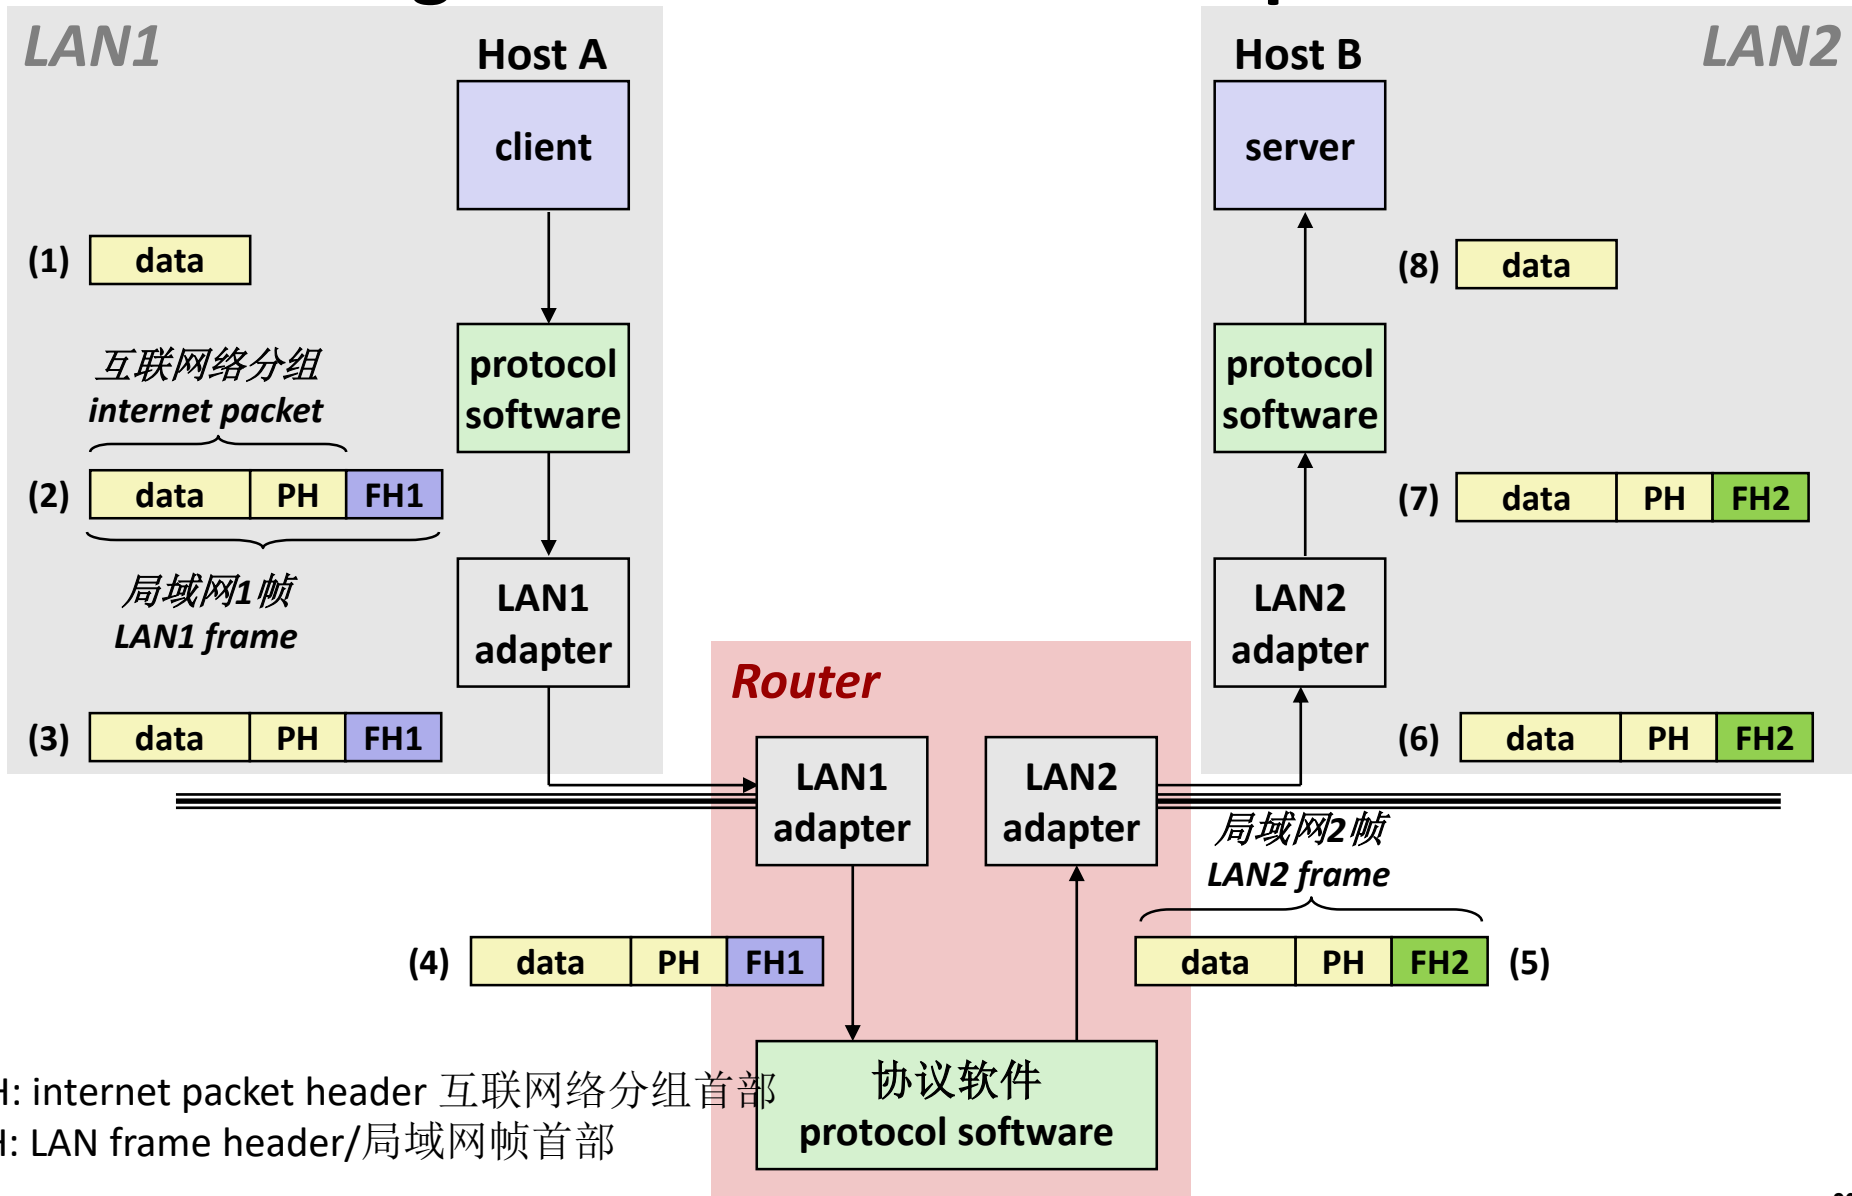 LAN1
Host A
Host B
LAN2
client
server
(1) data
(8) data
互联网络分组
internet packet
protocol
software
protocol
software
(2) data PH FH1
(7) data PH FH2
局域网1帧
LAN1 frame
LAN1
adapter
LAN2
adapter
Router
(3) data PH FH1
(6) data PH FH2
LAN1
adapter
LAN2
adapter
局域网2帧
LAN2 frame
(4) data PH FH1
data PH FH2 (5)
协议软件
protocol software
H: internet packet header 互联网络分组首部
H: LAN frame header/局域网帧首部